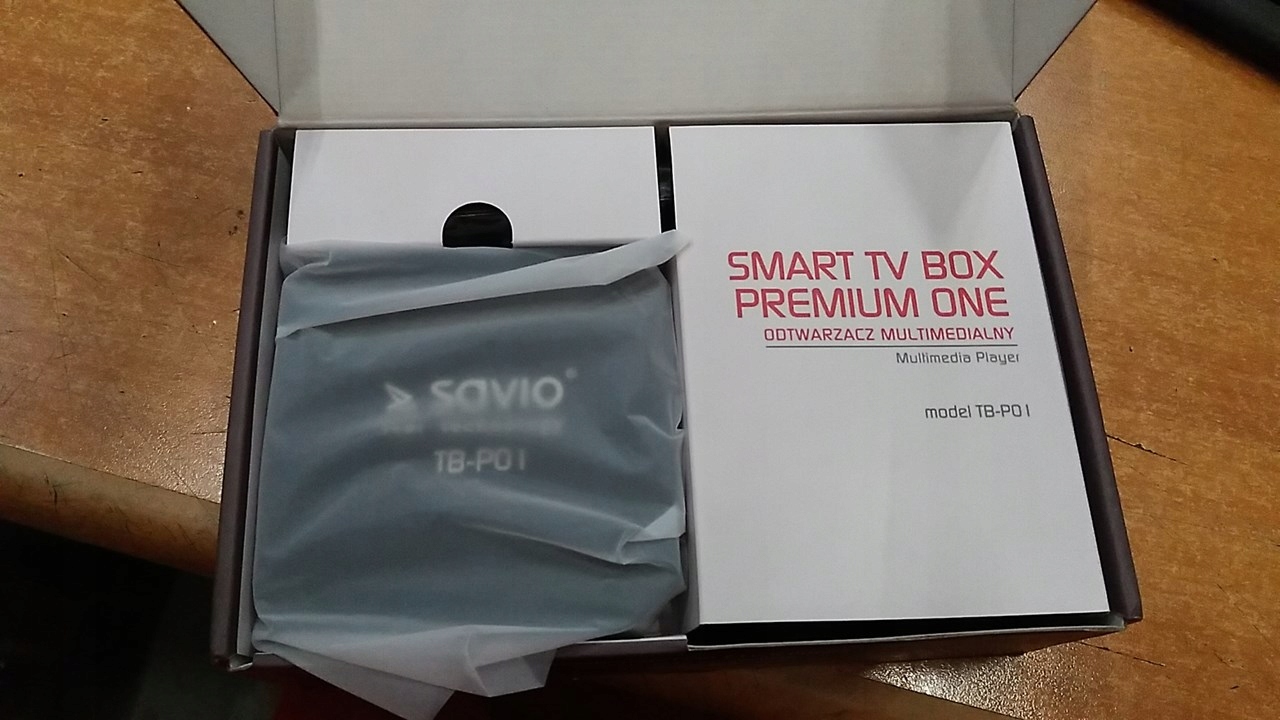 SAVIO®
TB-P01
SMART TV BOX
PREMIUM ONE
ODTWARZACZ MULTIMEDIALNY
Multimedia Player
model TB-P01